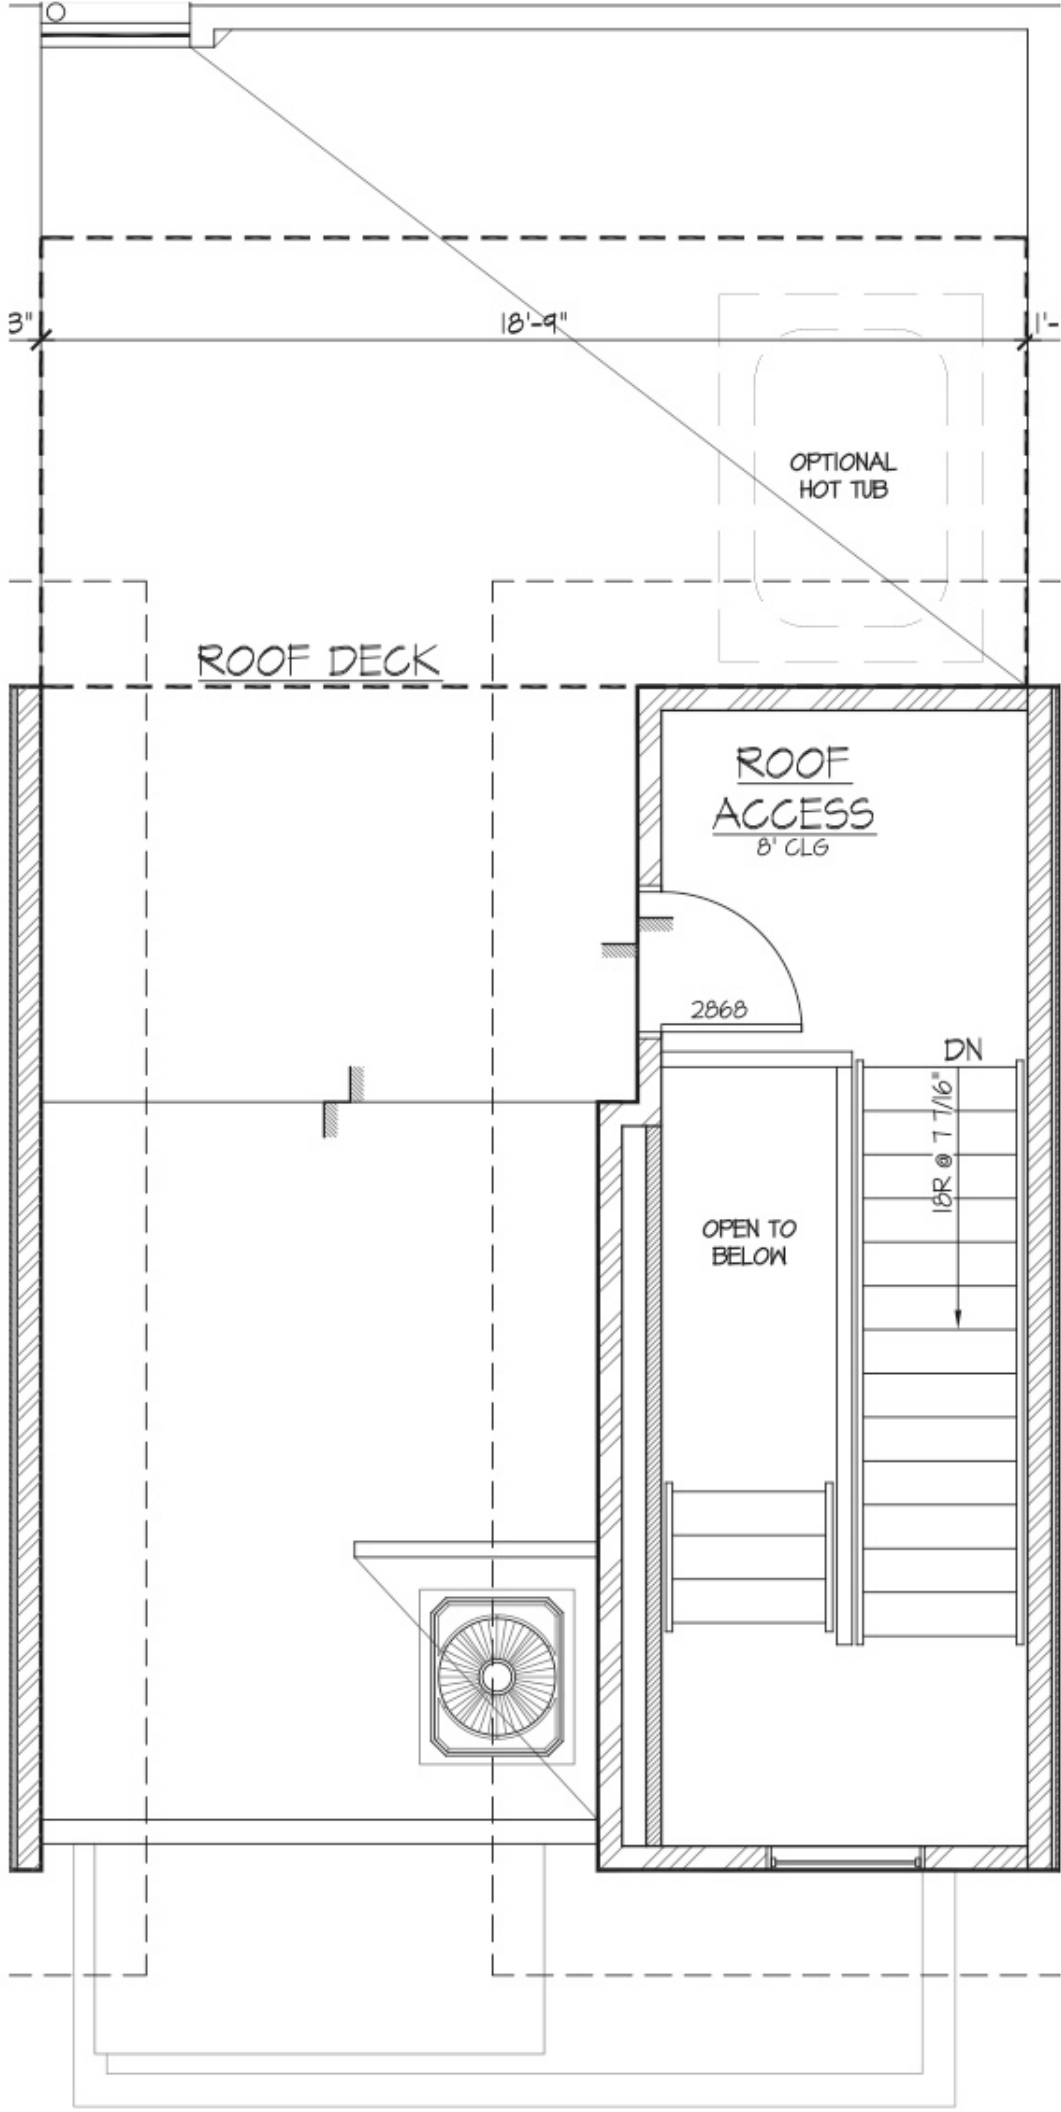 3" 18'-9" 1'-
OPTIONAL
HOT TUB
ROOF DECK
ROOF
ACCESS
8' CLG
2868
DN
18R @ 7 7/16"
OPEN TO
BELOW